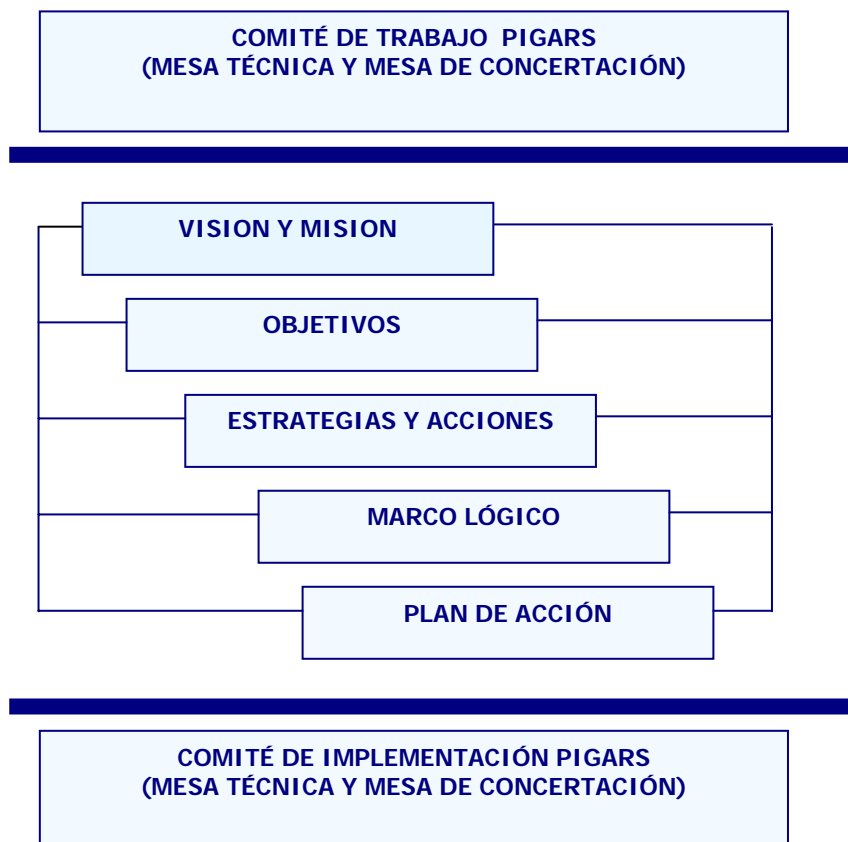 COMITÉ DE TRABAJO PIGARS
(MESA TÉCNICA Y MESA DE CONCERTACIÓN)
VISION Y MISION
OBJETIVOS
ESTRATEGIAS Y ACCIONES
MARCO LÓGICO
PLAN DE ACCIÓN
COMITÉ DE IMPLEMENTACIÓN PIGARS
(MESA TÉCNICA Y MESA DE CONCERTACIÓN)